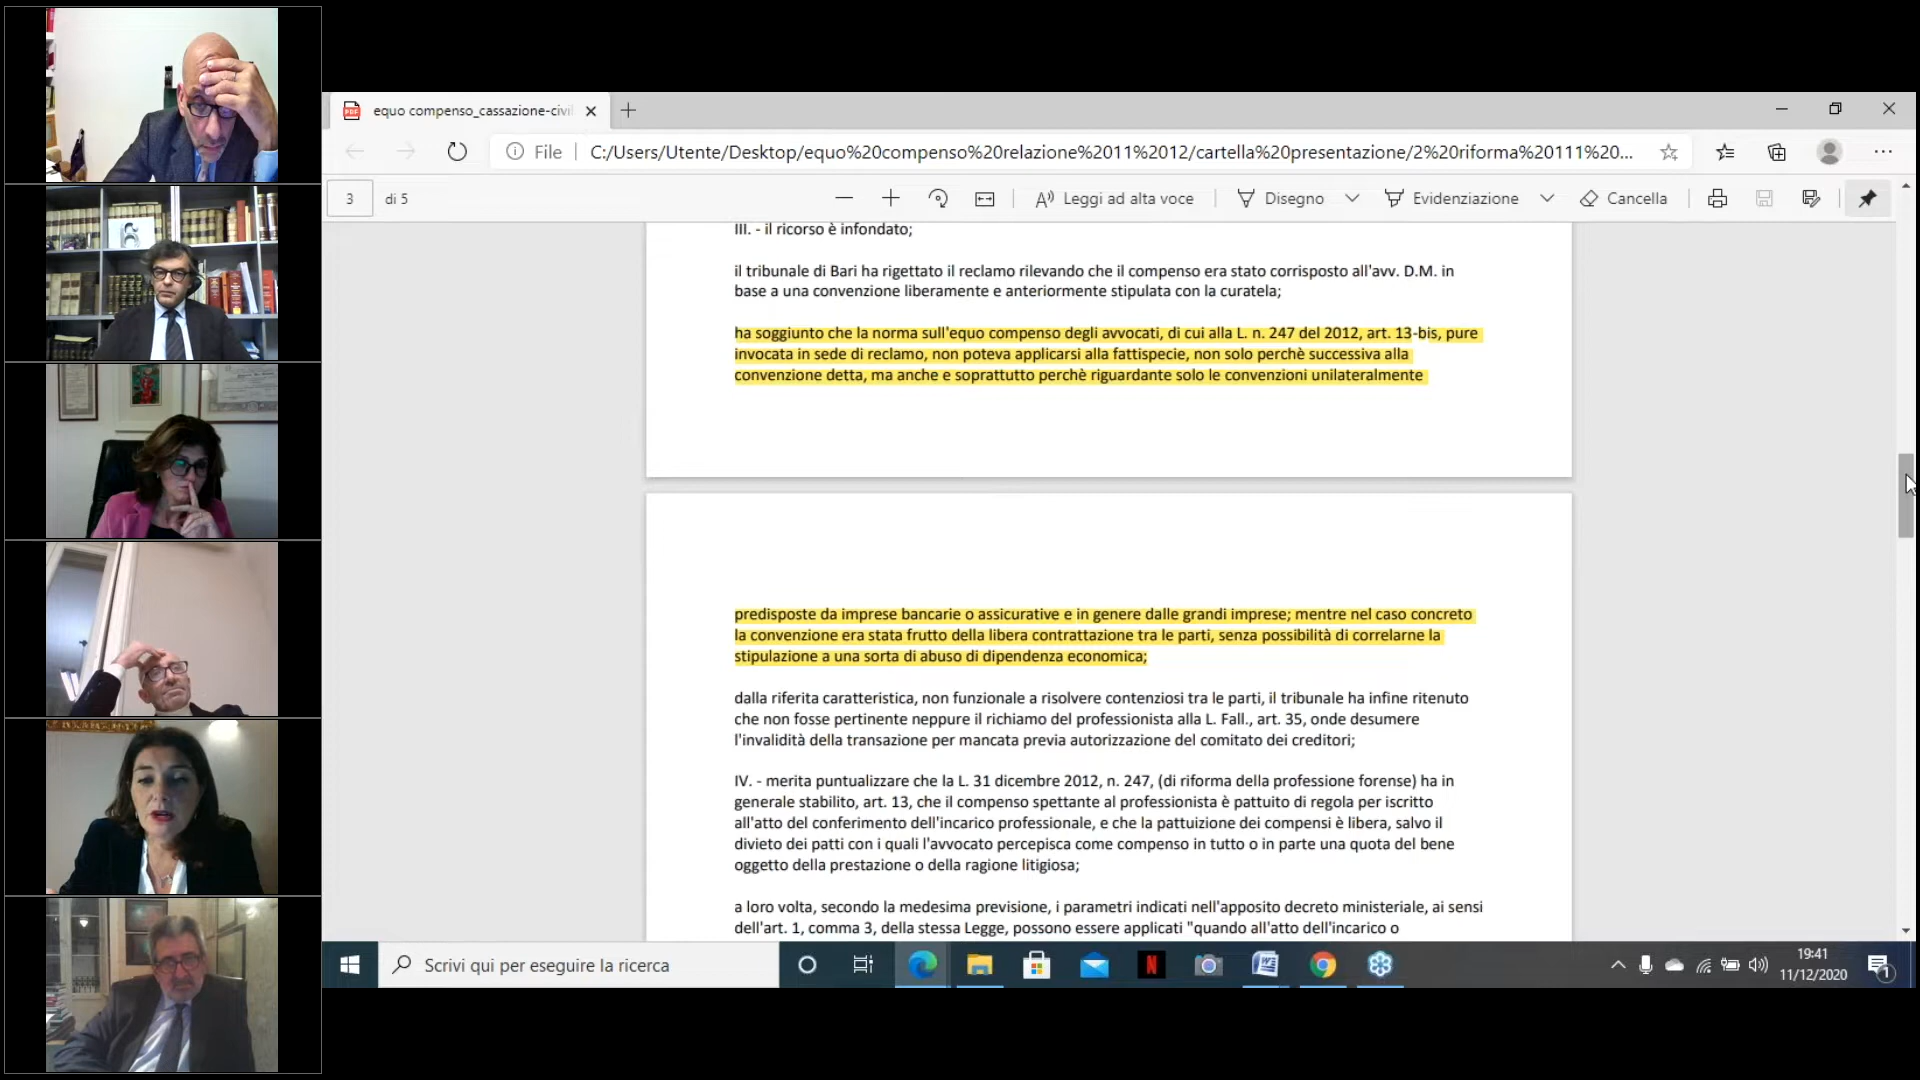 equo compenso_cassazione-civi
File
C:/Users/Utente/Desktop/equo%20compenso%20relazione%2011%2012/cartella%20presentazione/2%20riforma%20111%20...
3 di 5
Leggi ad alta voce
Disegno
Evidenziazione
Cancella
III. - il ricorso è infondato;
il tribunale di Bari ha rigettato il reclamo rilevando che il compenso era stato corrisposto all'avv. D.M. in
base a una convenzione liberamente e anteriormente stipulata con la curatela;
ha soggiunto che la norma sull'equo compenso degli avvocati, di cui alla L. n. 247 del 2012, art. 13-bis, pure
invocata in sede di reclamo, non poteva applicarsi alla fattispecie, non solo perchè successiva alla
convenzione detta, ma anche e soprattutto perchè riguardante solo le convenzioni unilateralmente
predisposte da imprese bancarie o assicurative e in genere dalle grandi imprese; mentre nel caso concreto
la convenzione era stata frutto della libera contrattazione tra le parti, senza possibilità di correlarne la
stipulazione a una sorta di abuso di dipendenza economica;
dalla riferita caratteristica, non funzionale a risolvere contenziosi tra le parti, il tribunale ha infine ritenuto
che non fosse pertinente neppure il richiamo del professionista alla L. Fall., art. 35, onde desumere
l'invalidità della transazione per mancata previa autorizzazione del comitato dei creditori;
IV. - merita puntualizzare che la L. 31 dicembre 2012, n. 247, (di riforma della professione forense) ha in
generale stabilito, art. 13, che il compenso spettante al professionista è pattuito di regola per iscritto
all'atto del conferimento dell'incarico professionale, e che la pattuizione dei compensi è libera, salvo il
divieto dei patti con i quali l'avvocato percepisca come compenso in tutto o in parte una quota del bene
oggetto della prestazione o della ragione litigiosa;
a loro volta, secondo la medesima previsione, i parametri indicati nell'apposito decreto ministeriale, ai sensi
dell'art. 1, comma 3, della stessa Legge, possono essere applicati "quando all'atto dell'incarico o
Scrivi qui per eseguire la ricerca
19:41
11/12/2020
1